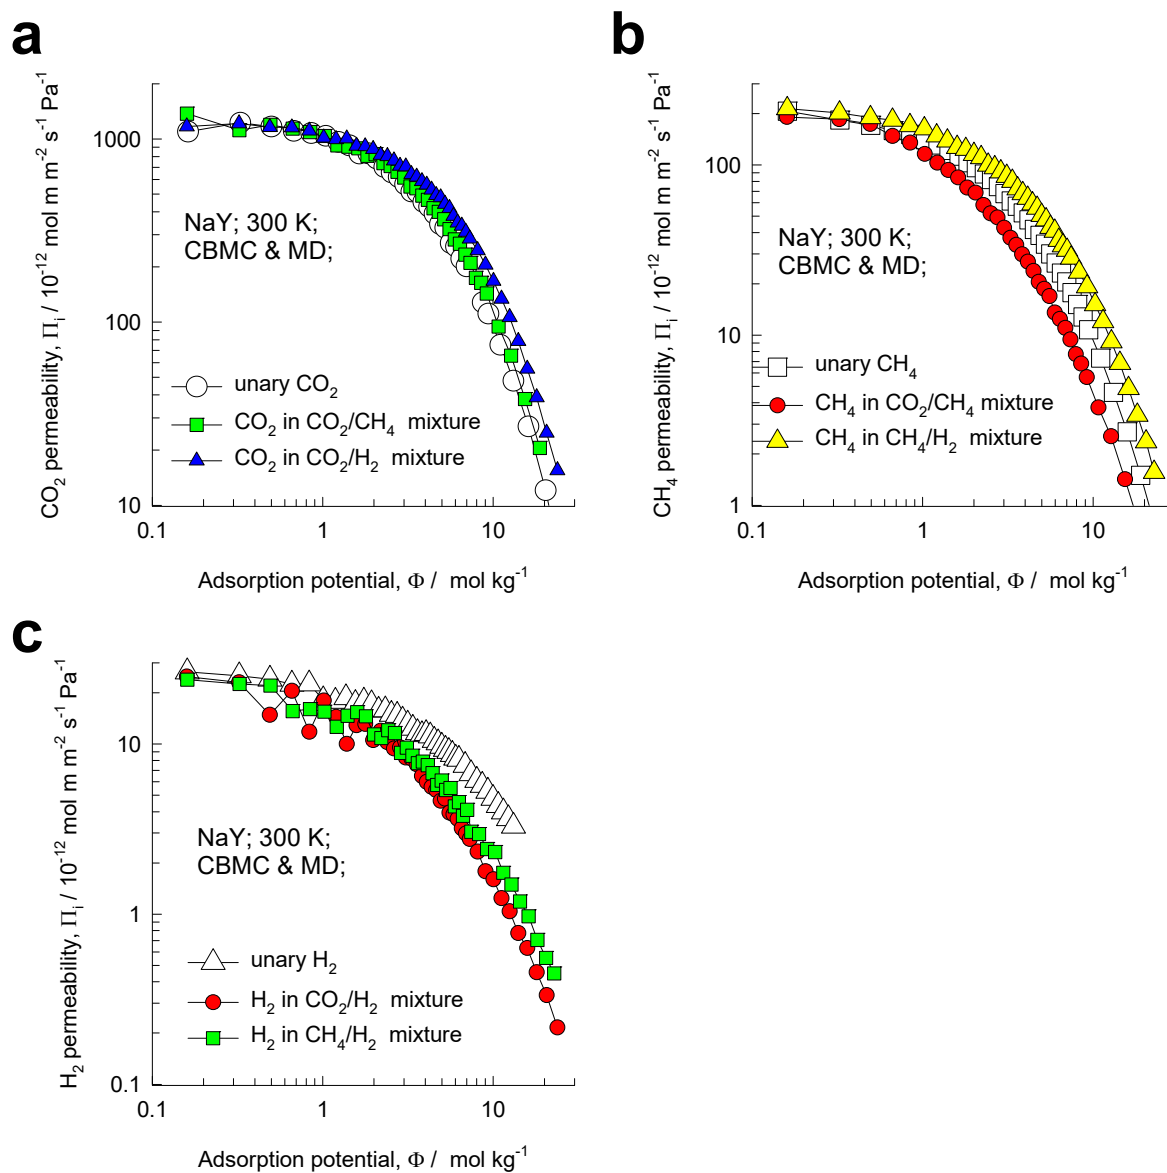 a
CO2 permeability, Πi / 10-12 mol m m-2 s-1 Pa-1
1000
100
10
NaY; 300 K;
CBMC & MD;
unary CO2
CO2 in CO2/CH4 mixture
CO2 in CO2/H2 mixture
0.1
1
10
Adsorption potential, Φ / mol kg-1
b
CH4 permeability, Πi / 10-12 mol m m-2 s-1 Pa-1
100
10
1
NaY; 300 K;
CBMC & MD;
unary CH4
CH4 in CO2/CH4 mixture
CH4 in CH4/H2 mixture
0.1
1
10
Adsorption potential, Φ / mol kg-1
c
H2 permeability, Πi / 10-12 mol m m-2 s-1 Pa-1
10
1
0.1
NaY; 300 K;
CBMC & MD;
unary H2
H2 in CO2/H2 mixture
H2 in CH4/H2 mixture
0.1
1
10
Adsorption potential, Φ / mol kg-1